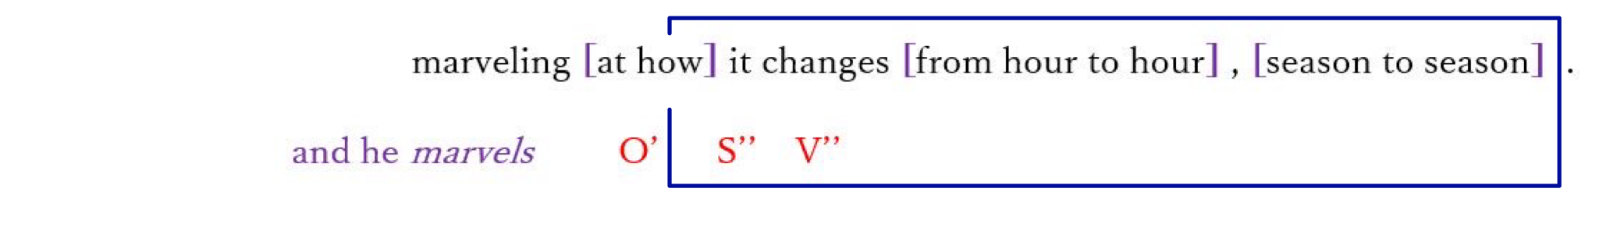 marveling [at how] it changes [from hour to hour] , [season to season] .
and he marvels O’ S’’ V’’